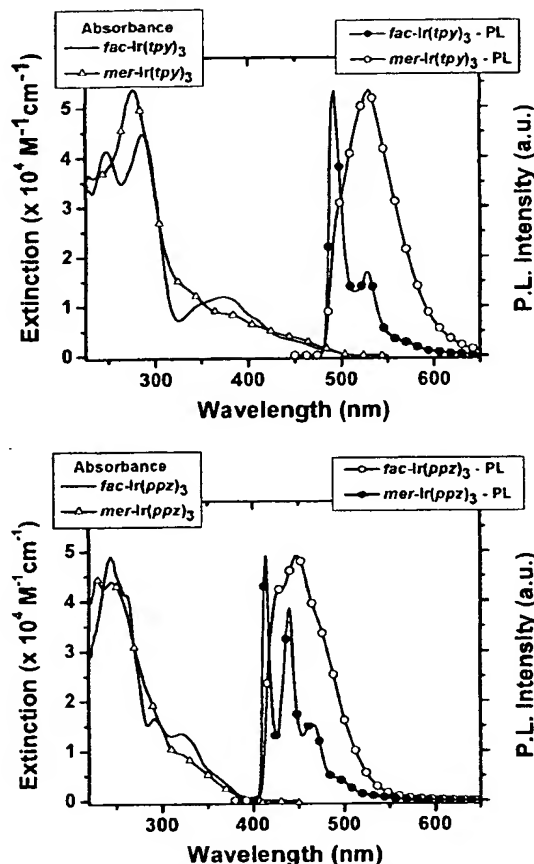 Absorbance
fac-Ir(tpy)3
mer-Ir(tpy)3
fac-Ir(tpy)3 - PL
mer-Ir(tpy)3 - PL
Extinction (x 10⁴ M⁻¹cm⁻¹)
5
4
3
2
1
0
P.L. Intensity (a.u.)
300 400 500 600
Wavelength (nm)
Absorbance
fac-Ir(ppz)3
mer-Ir(ppz)3
fac-Ir(ppz)3 - PL
mer-Ir(ppz)3 - PL
Extinction (x 10⁴ M⁻¹cm⁻¹)
5
4
3
2
1
0
P.L. Intensity (a.u.)
300 400 500 600
Wavelength (nm)